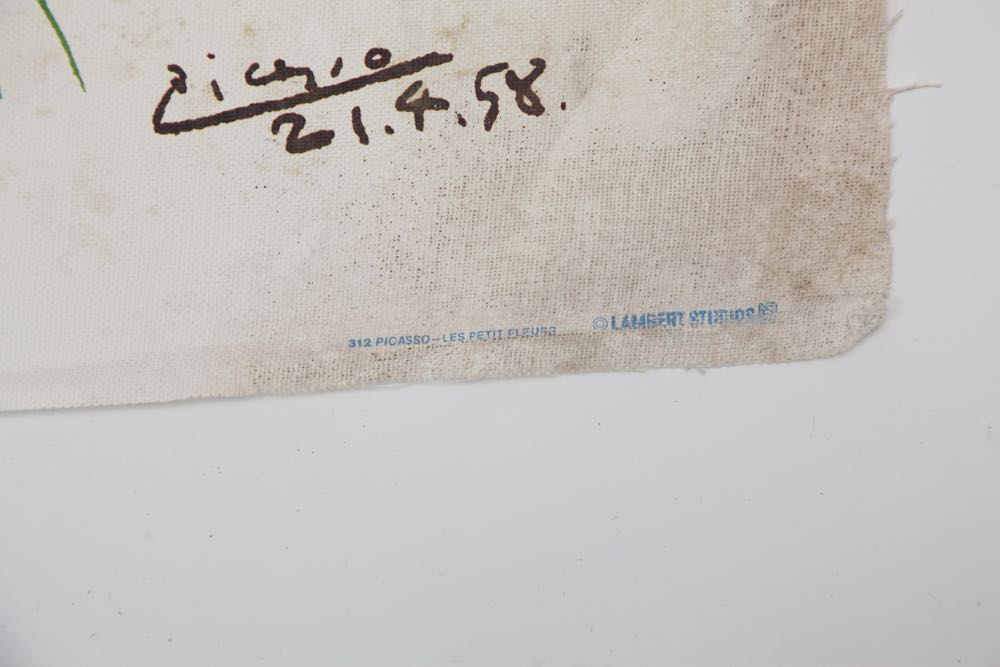 Picasso
21.4.58.
312 PICASSO—LES PETIT FLEURS
© LAMBERT STUDIOS